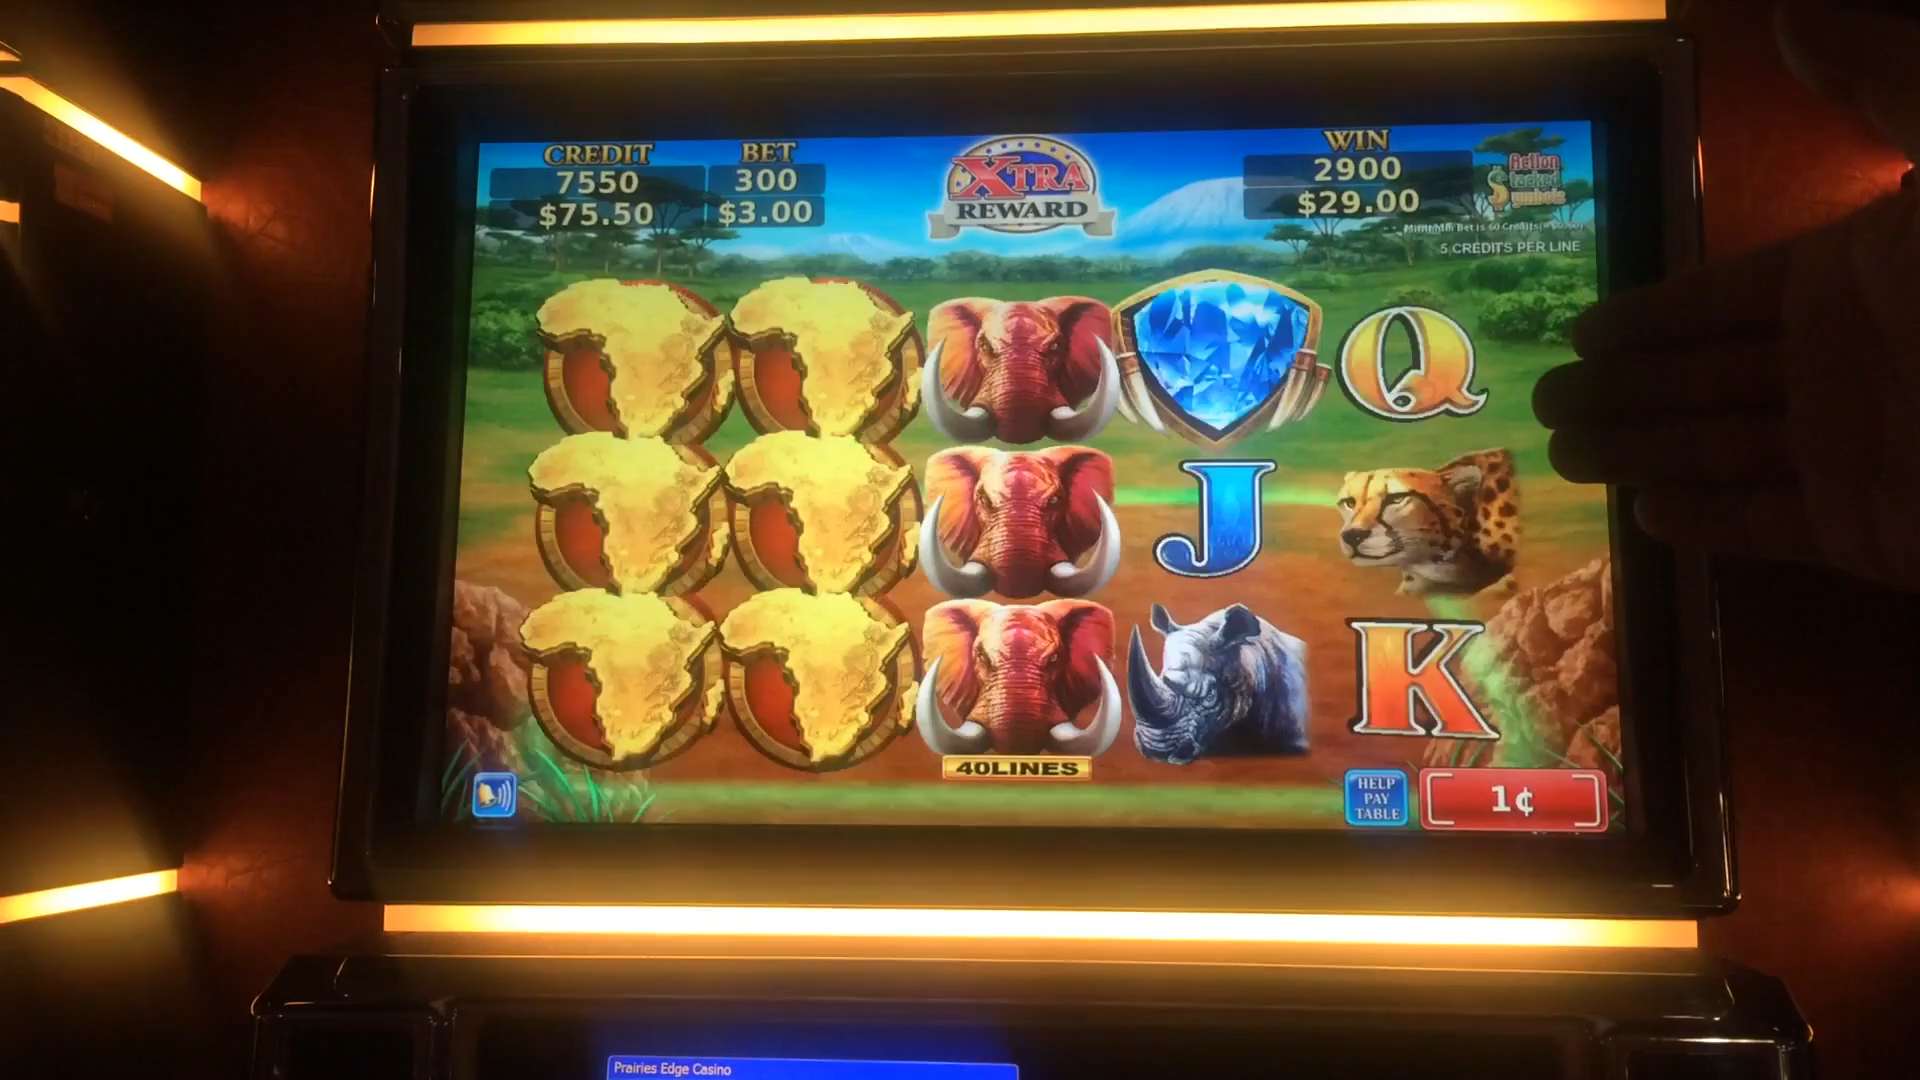 CREDIT
7550
$75.50
BET
300
$3.00
XTRA
REWARD
WIN
2900
$29.00
Action
Stacked
Symbols
5 CREDITS PER LINE
Q
J
K
40LINES
HELP
PAY
TABLE
1¢
Prairies Edge Casino